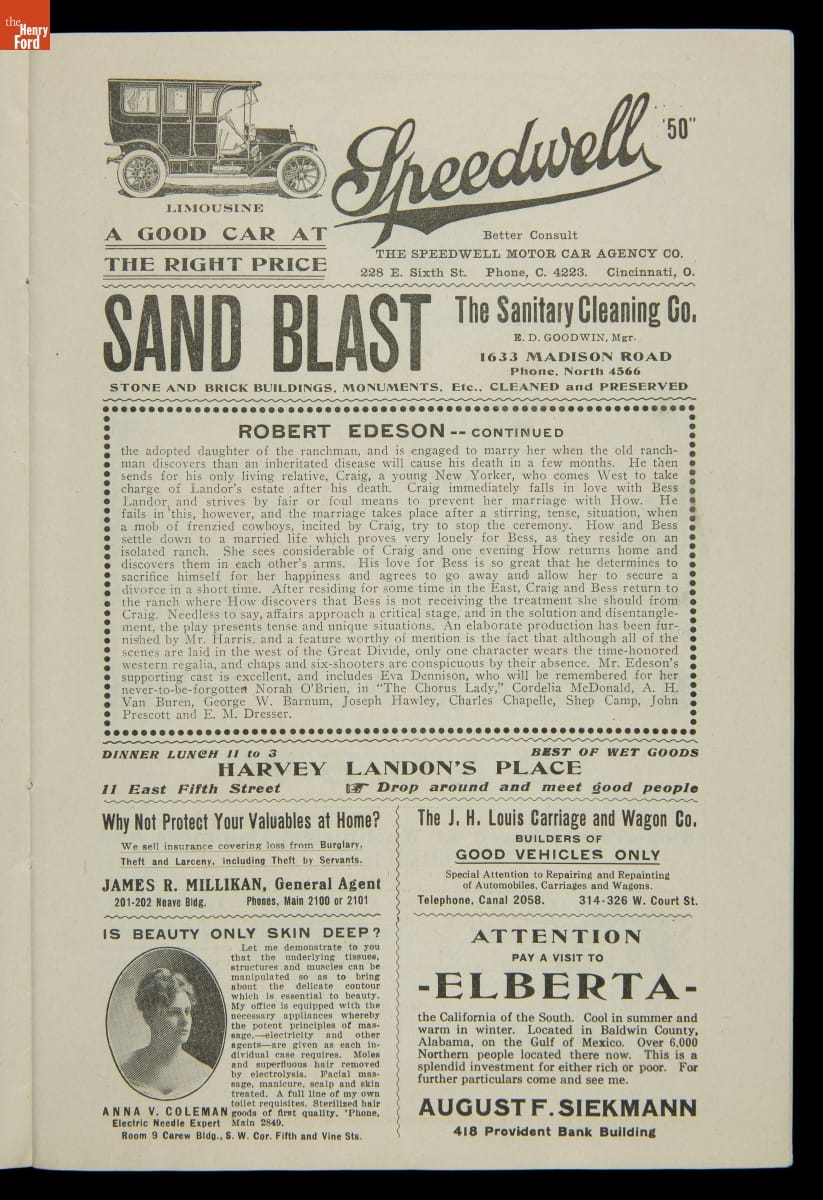 the
Henry
Ford
Speedwell "50"
LIMOUSINE
A GOOD CAR AT
THE RIGHT PRICE
Better Consult
THE SPEEDWELL MOTOR CAR AGENCY CO.
228 E. Sixth St. Phone, C. 4223. Cincinnati, O.
SAND BLAST
The Sanitary Cleaning Co.
E. D. GOODWIN, Mgr.
1633 MADISON ROAD
Phone, North 4566
STONE AND BRICK BUILDINGS, MONUMENTS, Etc., CLEANED and PRESERVED
ROBERT EDESON -- CONTINUED
the adopted daughter of the ranchman, and is engaged to marry her when the old ranch-
man discovers than an inheritated disease will cause his death in a few months. He then
sends for his only living relative, Craig, a young New Yorker, who comes West to take
charge of Landor's estate after his death. Craig immediately falls in love with Bess
Landor, and strives by fair or foul means to prevent her marriage with How. He
fails in this, however, and the marriage takes place after a stirring, tense, situation, when
a mob of frenzied cowboys, incited by Craig, try to stop the ceremony. How and Bess
settle down to a married life which proves very lonely for Bess, as they reside on an
isolated ranch. She sees considerable of Craig and one evening How returns home and
discovers them in each other's arms. His love for Bess is so great that he determines to
sacrifice himself for her happiness and agrees to go away and allow her to secure a
divorce in a short time. After residing for some time in the East, Craig and Bess return to
the ranch where How discovers that Bess is not receiving the treatment she should from
Craig. Needless to say, affairs approach a critical stage, and in the soltuion and disentangle-
ment, the play presents tense and unique situations. An elaborate production has been fur-
nished by Mr. Harris, and a feature worthy of mention is the fact that although all of the
scenes are laid in the west of the Great Divide, only one character wears the time-honored
western regalia, and chaps and six-shooters are conspicuous by their absence. Mr. Edeson's
supporting cast is excellent, and includes Eva Dennison, who will be remembered for her
never-to-be-forgotten Norah O'Brien, in "The Chorus Lady," Cordelia McDonald, A. H.
Van Buren, George W. Barnum, Joseph Hawley, Charles Chapelle, Shep Camp, John
Prescott and E. M. Dresser.
DINNER LUNCH 11 to 3 BEST OF WET GOODS
HARVEY LANDON'S PLACE
11 East Fifth Street ☞ Drop around and meet good people
Why Not Protect Your Valuables at Home?
We sell insurance covering loss from Burglary,
Theft and Larceny, including Theft by Servants.
JAMES R. MILLIKAN, General Agent
201-202 Neave Bldg. Phones, Main 2100 or 2101
The J. H. Louis Carriage and Wagon Co.
BUILDERS OF
GOOD VEHICLES ONLY
Special Attention to Repairing and Repainting
of Automobiles, Carriages and Wagons.
Telephone, Canal 2058. 314-326 W. Court St.
IS BEAUTY ONLY SKIN DEEP?
Let me demonstrate to you
that the underlying tissues,
structures and muscles can be
manipulated so as to bring
about the delicate contour
which is essential to beauty.
My office is equipped with the
necessary appliances whereby
the potent principles of mas-
sage,—electricity and other
agents—are given as each in-
dividual case requires. Moles
and superfluous hair removed
by electrolysis. Facial mas-
sage, manicure, scalp and skin
treated. A full line of my own
toilet requisites. Sterilized hair
goods of first quality. 'Phone,
Main 2849.
ANNA V. COLEMAN
Electric Needle Expert
Room 9 Carew Bldg., S. W. Cor. Fifth and Vine Sts.
ATTENTION
PAY A VISIT TO
-ELBERTA-
the California of the South. Cool in summer and
warm in winter. Located in Baldwin County,
Alabama, on the Gulf of Mexico. Over 6,000
Northern people located there now. This is a
splendid investment for either rich or poor. For
further particulars come and see me.
AUGUST F. SIEKMANN
418 Provident Bank Building